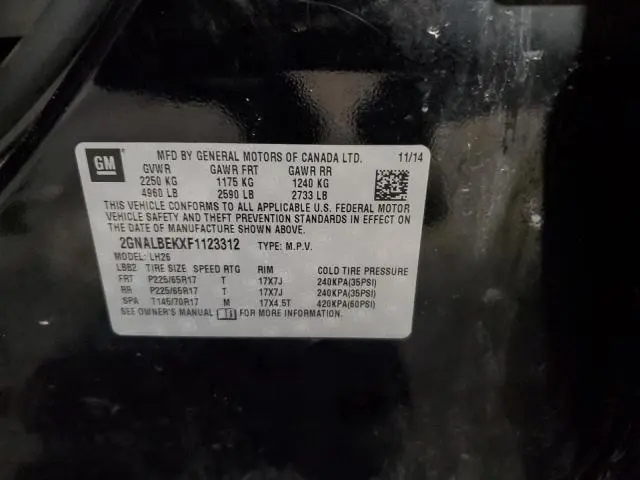 GM
MFD BY GENERAL MOTORS OF CANADA LTD. 11/14
GVWR GAWR FRT GAWR RR
2250 KG 1175 KG 1240 KG
4960 LB 2590 LB 2733 LB
THIS VEHICLE CONFORMS TO ALL APPLICABLE U.S. FEDERAL MOTOR
VEHICLE SAFETY AND THEFT PREVENTION STANDARDS IN EFFECT ON
THE DATE OF MANUFACTURE SHOWN ABOVE.
2GNALBEKXF1123312 TYPE: M.P.V.
MODEL: LH26
LBB2 TIRE SIZE SPEED RTG RIM COLD TIRE PRESSURE
FRT P225/65R17 T 17X7J 240KPA(35PSI)
RR P225/65R17 T 17X7J 240KPA(35PSI)
SPA T145/70R17 M 17X4.5T 420KPA(60PSI)
SEE OWNER'S MANUAL FOR MORE INFORMATION.